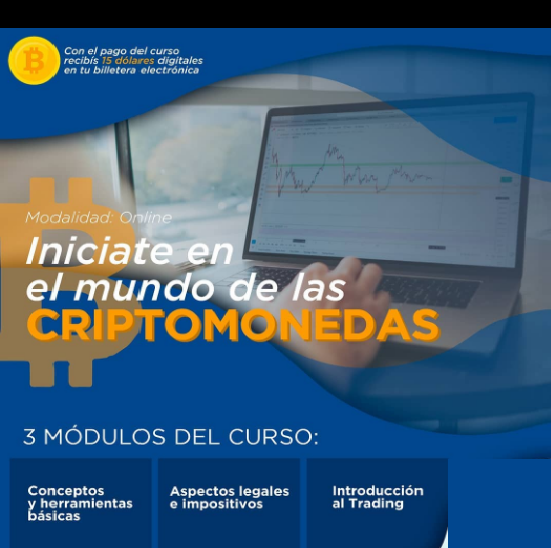 Con el pago del curso
recibís 15 dólares digitales
en tu billetera electrónica
Modalidad: Online
Iniciate en
el mundo de las
CRIPTOMONEDAS
3 MÓDULOS DEL CURSO:
Conceptos
y herramientas
básicas
Aspectos legales
e impositivos
Introducción
al Trading